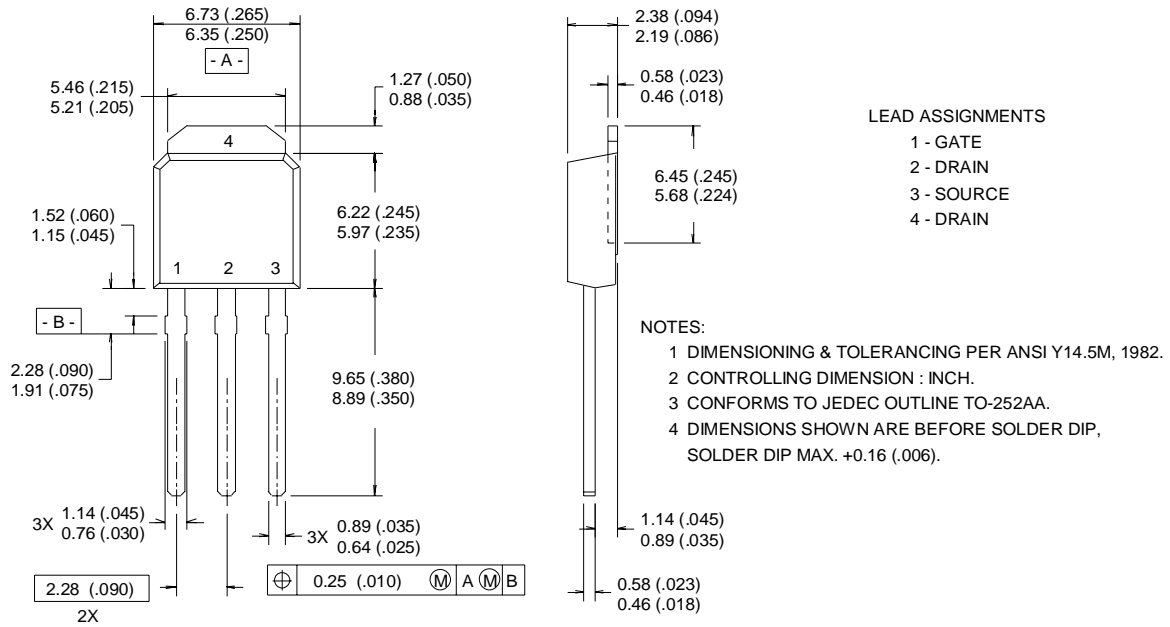 6.73 (.265)
6.35 (.250)
- A -
5.46 (.215)
5.21 (.205)
1.27 (.050)
0.88 (.035)
4
1.52 (.060)
1.15 (.045)
6.22 (.245)
5.97 (.235)
1 2 3
- B -
2.28 (.090)
1.91 (.075)
9.65 (.380)
8.89 (.350)
3X 1.14 (.045)
0.76 (.030)
3X 0.89 (.035)
0.64 (.025)
2.28 (.090)
2X
⌖ 0.25 (.010) Ⓜ A Ⓜ B
2.38 (.094)
2.19 (.086)
0.58 (.023)
0.46 (.018)
6.45 (.245)
5.68 (.224)
1.14 (.045)
0.89 (.035)
0.58 (.023)
0.46 (.018)
LEAD ASSIGNMENTS
1 - GATE
2 - DRAIN
3 - SOURCE
4 - DRAIN
NOTES:
1 DIMENSIONING & TOLERANCING PER ANSI Y14.5M, 1982.
2 CONTROLLING DIMENSION : INCH.
3 CONFORMS TO JEDEC OUTLINE TO-252AA.
4 DIMENSIONS SHOWN ARE BEFORE SOLDER DIP,
SOLDER DIP MAX. +0.16 (.006).